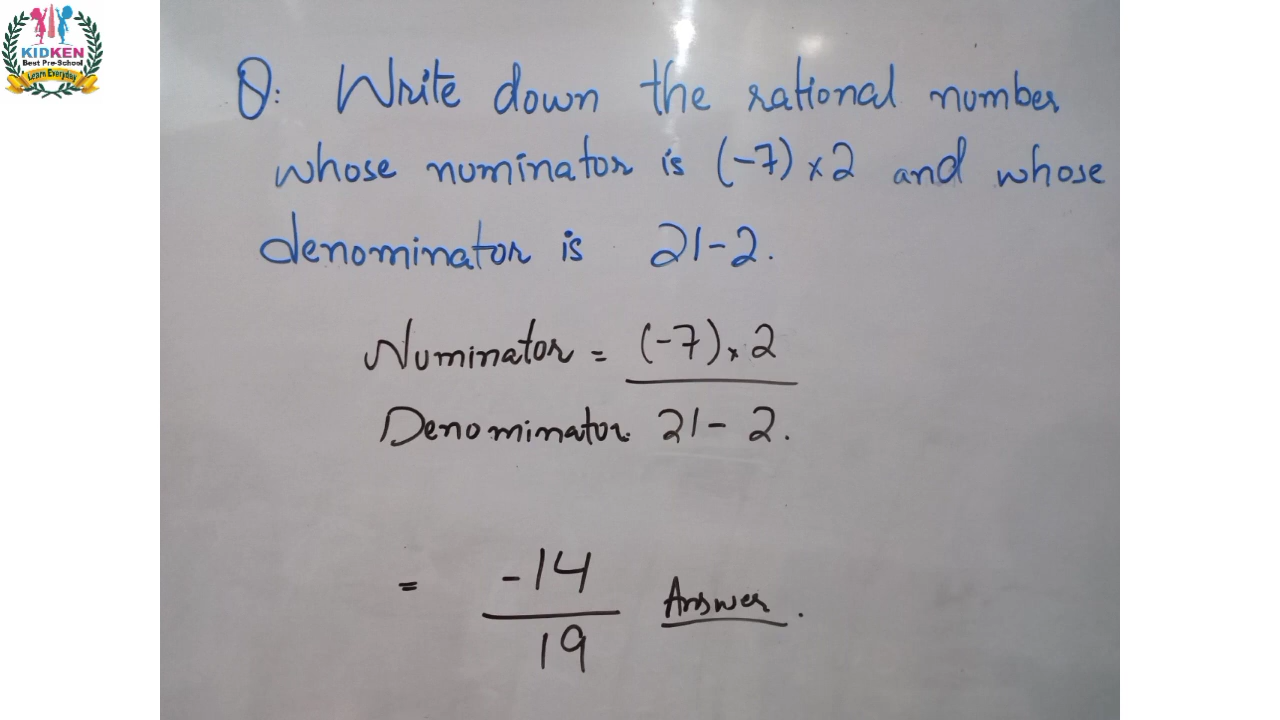 KIDKEN
Best Pre-School
Learn Everyday
Q: Write down the rational number
whose numinator is (-7) × 2 and whose
denominator is 21-2.
Numinator = (-7) × 2
Denominator. 21 - 2.
= -14
19
Answer.